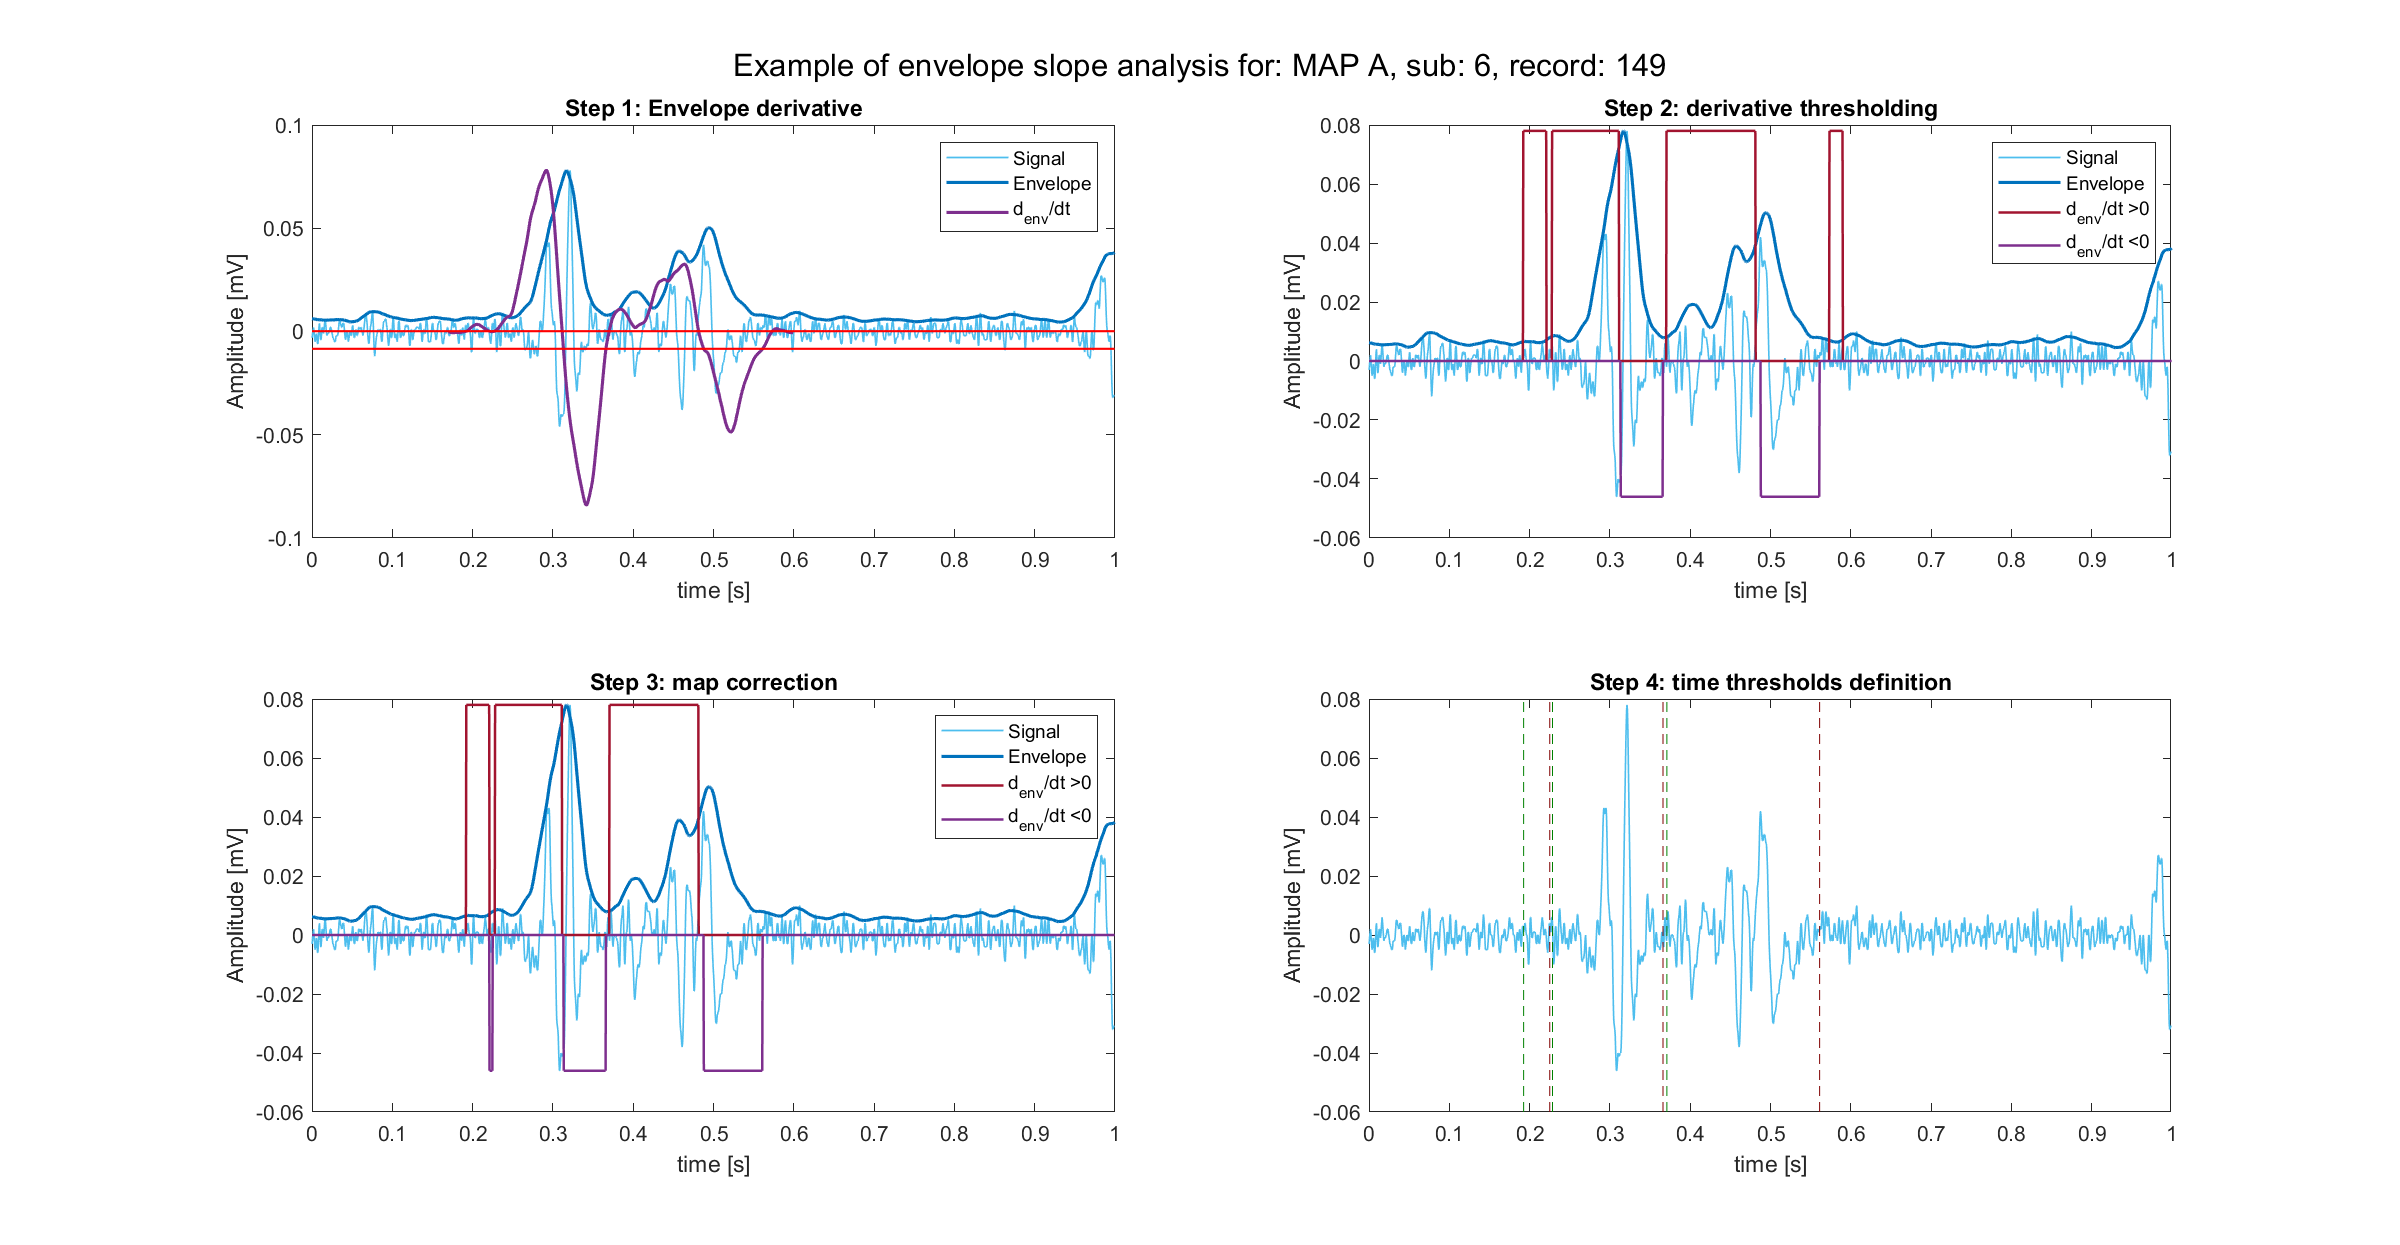 Example of envelope slope analysis for: MAP A, sub: 6, record: 149
Step 1: Envelope derivative
Amplitude [mV]
0.1
0.05
0
-0.05
-0.1
Signal
Envelope
d_env/dt
0 0.1 0.2 0.3 0.4 0.5 0.6 0.7 0.8 0.9 1
time [s]
Step 2: derivative thresholding
Amplitude [mV]
0.08
0.06
0.04
0.02
0
-0.02
-0.04
-0.06
Signal
Envelope
d_env/dt >0
d_env/dt <0
0 0.1 0.2 0.3 0.4 0.5 0.6 0.7 0.8 0.9 1
time [s]
Step 3: map correction
Amplitude [mV]
0.08
0.06
0.04
0.02
0
-0.02
-0.04
-0.06
Signal
Envelope
d_env/dt >0
d_env/dt <0
0 0.1 0.2 0.3 0.4 0.5 0.6 0.7 0.8 0.9 1
time [s]
Step 4: time thresholds definition
Amplitude [mV]
0.08
0.06
0.04
0.02
0
-0.02
-0.04
-0.06
0 0.1 0.2 0.3 0.4 0.5 0.6 0.7 0.8 0.9 1
time [s]